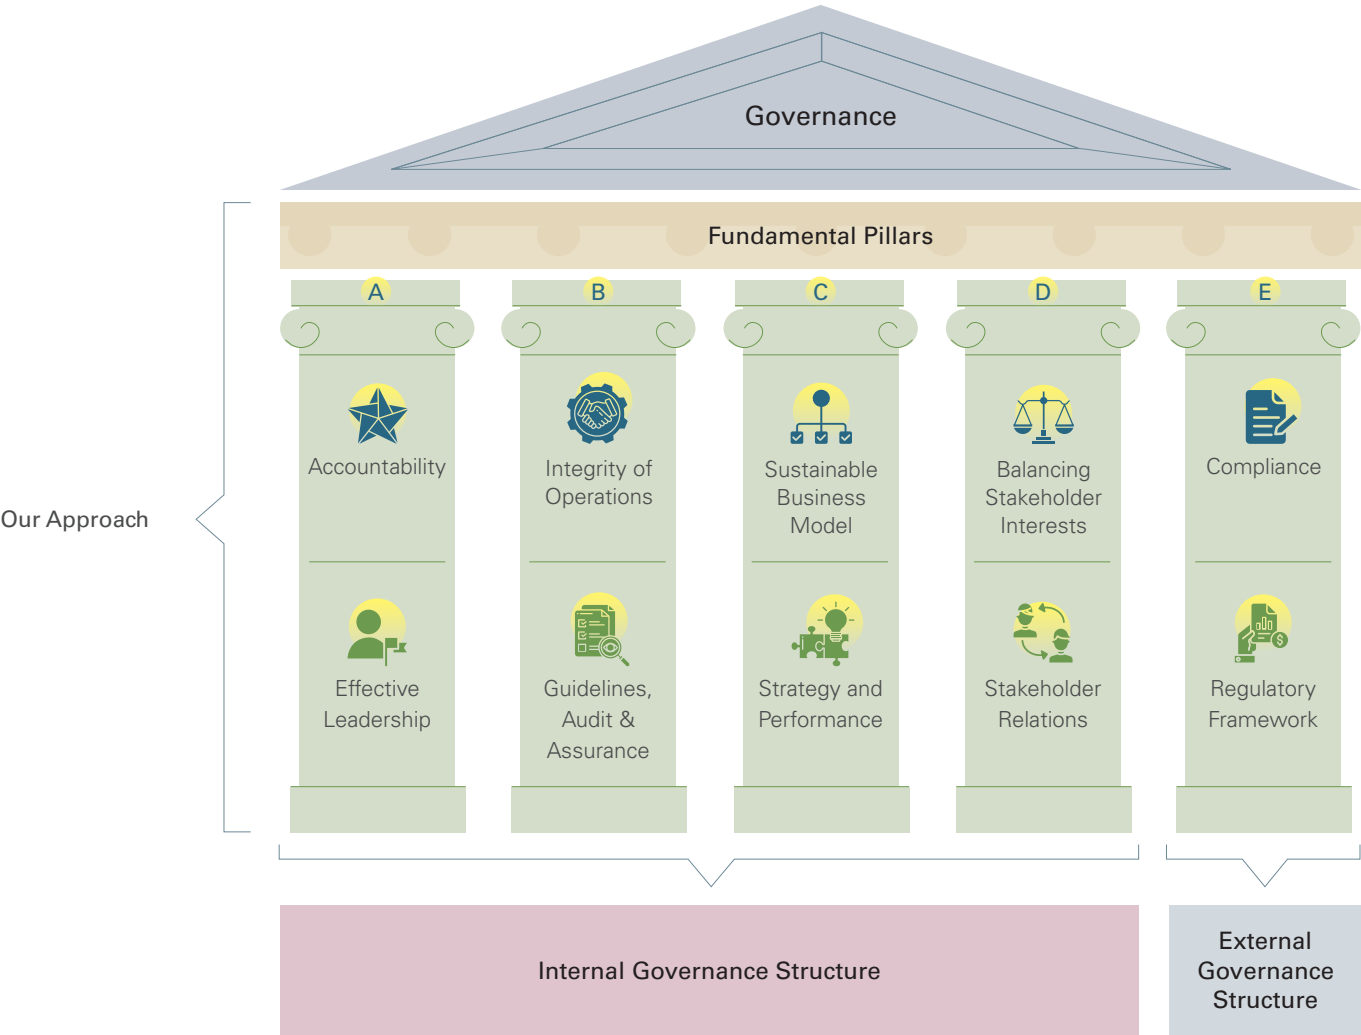 Governance
Fundamental Pillars
A
B
C
D
E
Our Approach
Accountability
Integrity of
Operations
Sustainable
Business
Model
Balancing
Stakeholder
Interests
Compliance
Effective
Leadership
Guidelines,
Audit &
Assurance
Strategy and
Performance
Stakeholder
Relations
Regulatory
Framework
Internal Governance Structure
External
Governance
Structure